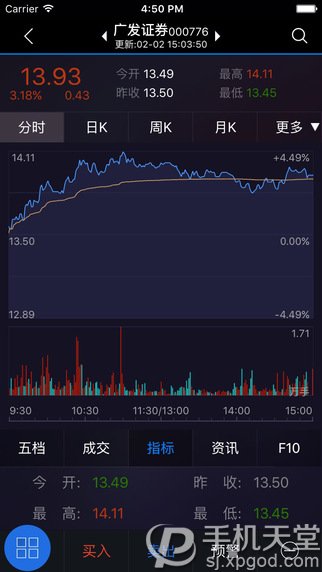 Carrier 4:50 PM
广发证券000776
更新:02-02 15:03:50
13.93 今开 13.49 最高 14.11
3.18% 0.43 昨收 13.50 最低 13.45
分时 日K 周K 月K 更多 ▼
14.11 +4.49%
13.50 0.00%
12.89 -4.49%
1.71
万手
9:30 10:30 11:30/13:00 14:00 15:00
五档 成交 指标 资讯 F10
今 开: 13.49 昨 收: 13.50
最 高: 14.11 最 低: 13.45
买入 卖出 预警
手机天堂
sj.xpgod.com